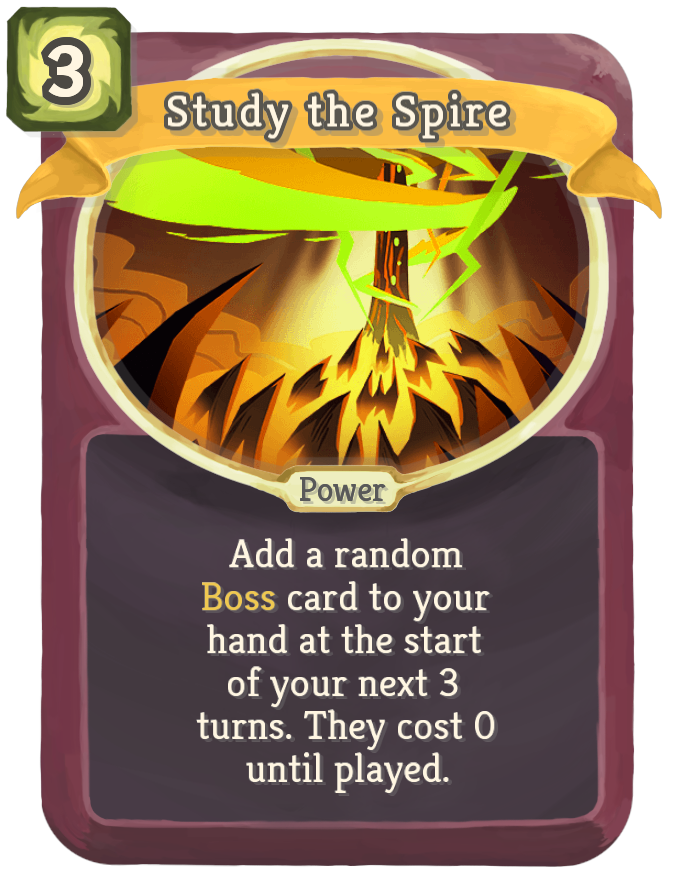 3
Study the Spire
Power
Add a random
Boss card to your
hand at the start
of your next 3
turns. They cost 0
until played.